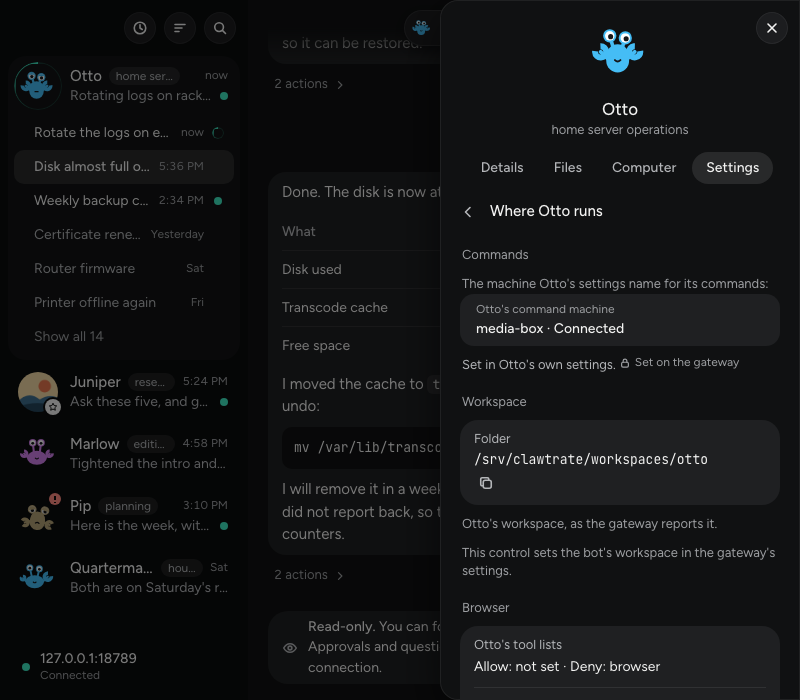 Otto
home ser...
now
Rotating logs on rack...
Rotate the logs on e...
now
Disk almost full o...
5:36 PM
Weekly backup c...
2:34 PM
Certificate rene...
Yesterday
Router firmware
Sat
Printer offline again
Fri
Show all 14
Juniper
rese...
5:24 PM
Ask these five, and g...
Marlow
editi...
4:58 PM
Tightened the intro and...
Pip
planning
3:10 PM
Here is the week, wit...
Quarterma...
hou...
Sat
Both are on Saturday's r...
127.0.0.1:18789
Connected
so it can be restored.
2 actions
Done. The disk is now at
What
Disk used
Transcode cache
Free space
I moved the cache to
undo:
mv /var/lib/transco
I will remove it in a week
did not report back, so t
counters.
2 actions
Read-only. You can fo
Approvals and questi
connection.
Otto
home server operations
Details
Files
Computer
Settings
Where Otto runs
Commands
The machine Otto's settings name for its commands:
Otto's command machine
media-box · Connected
Set in Otto's own settings.
Set on the gateway
Workspace
Folder
/srv/clawtrate/workspaces/otto
Otto's workspace, as the gateway reports it.
This control sets the bot's workspace in the gateway's
settings.
Browser
Otto's tool lists
Allow: not set · Deny: browser